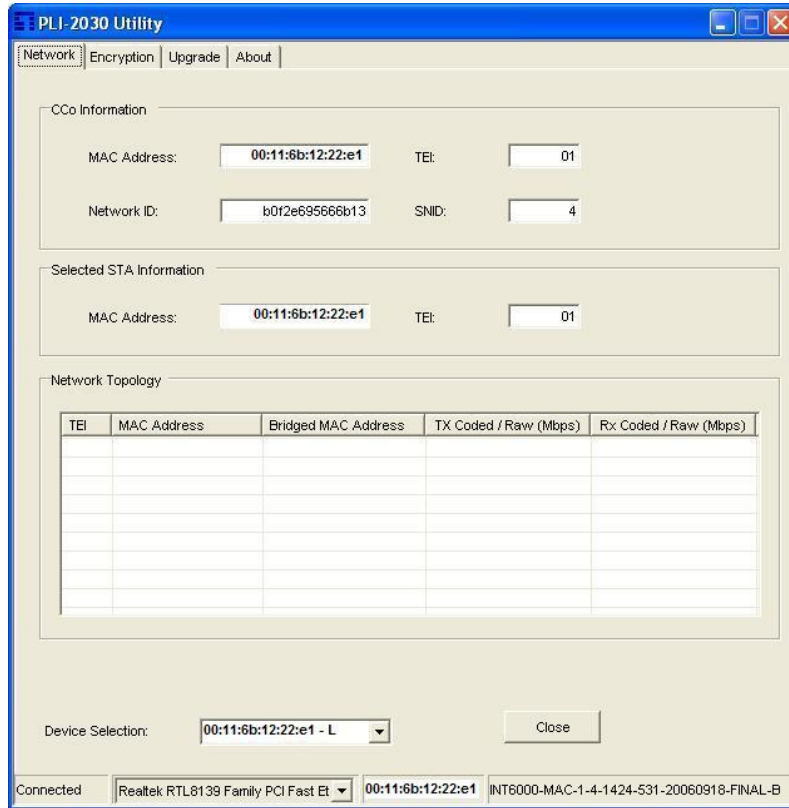 PLI-2030 Utility
Network Encryption Upgrade About
CCo Information
MAC Address: 00:11:6b:12:22:e1 TEI: 01
Network ID: b0f2e695666b13 SNID: 4
Selected STA Information
MAC Address: 00:11:6b:12:22:e1 TEI: 01
Network Topology
TEI MAC Address Bridged MAC Address TX Coded / Raw (Mbps) Rx Coded / Raw (Mbps)
Device Selection: 00:11:6b:12:22:e1 - L Close
Connected Realtek RTL8139 Family PCI Fast Et 00:11:6b:12:22:e1 INT6000-MAC-1-4-1424-531-20060918-FINAL-B